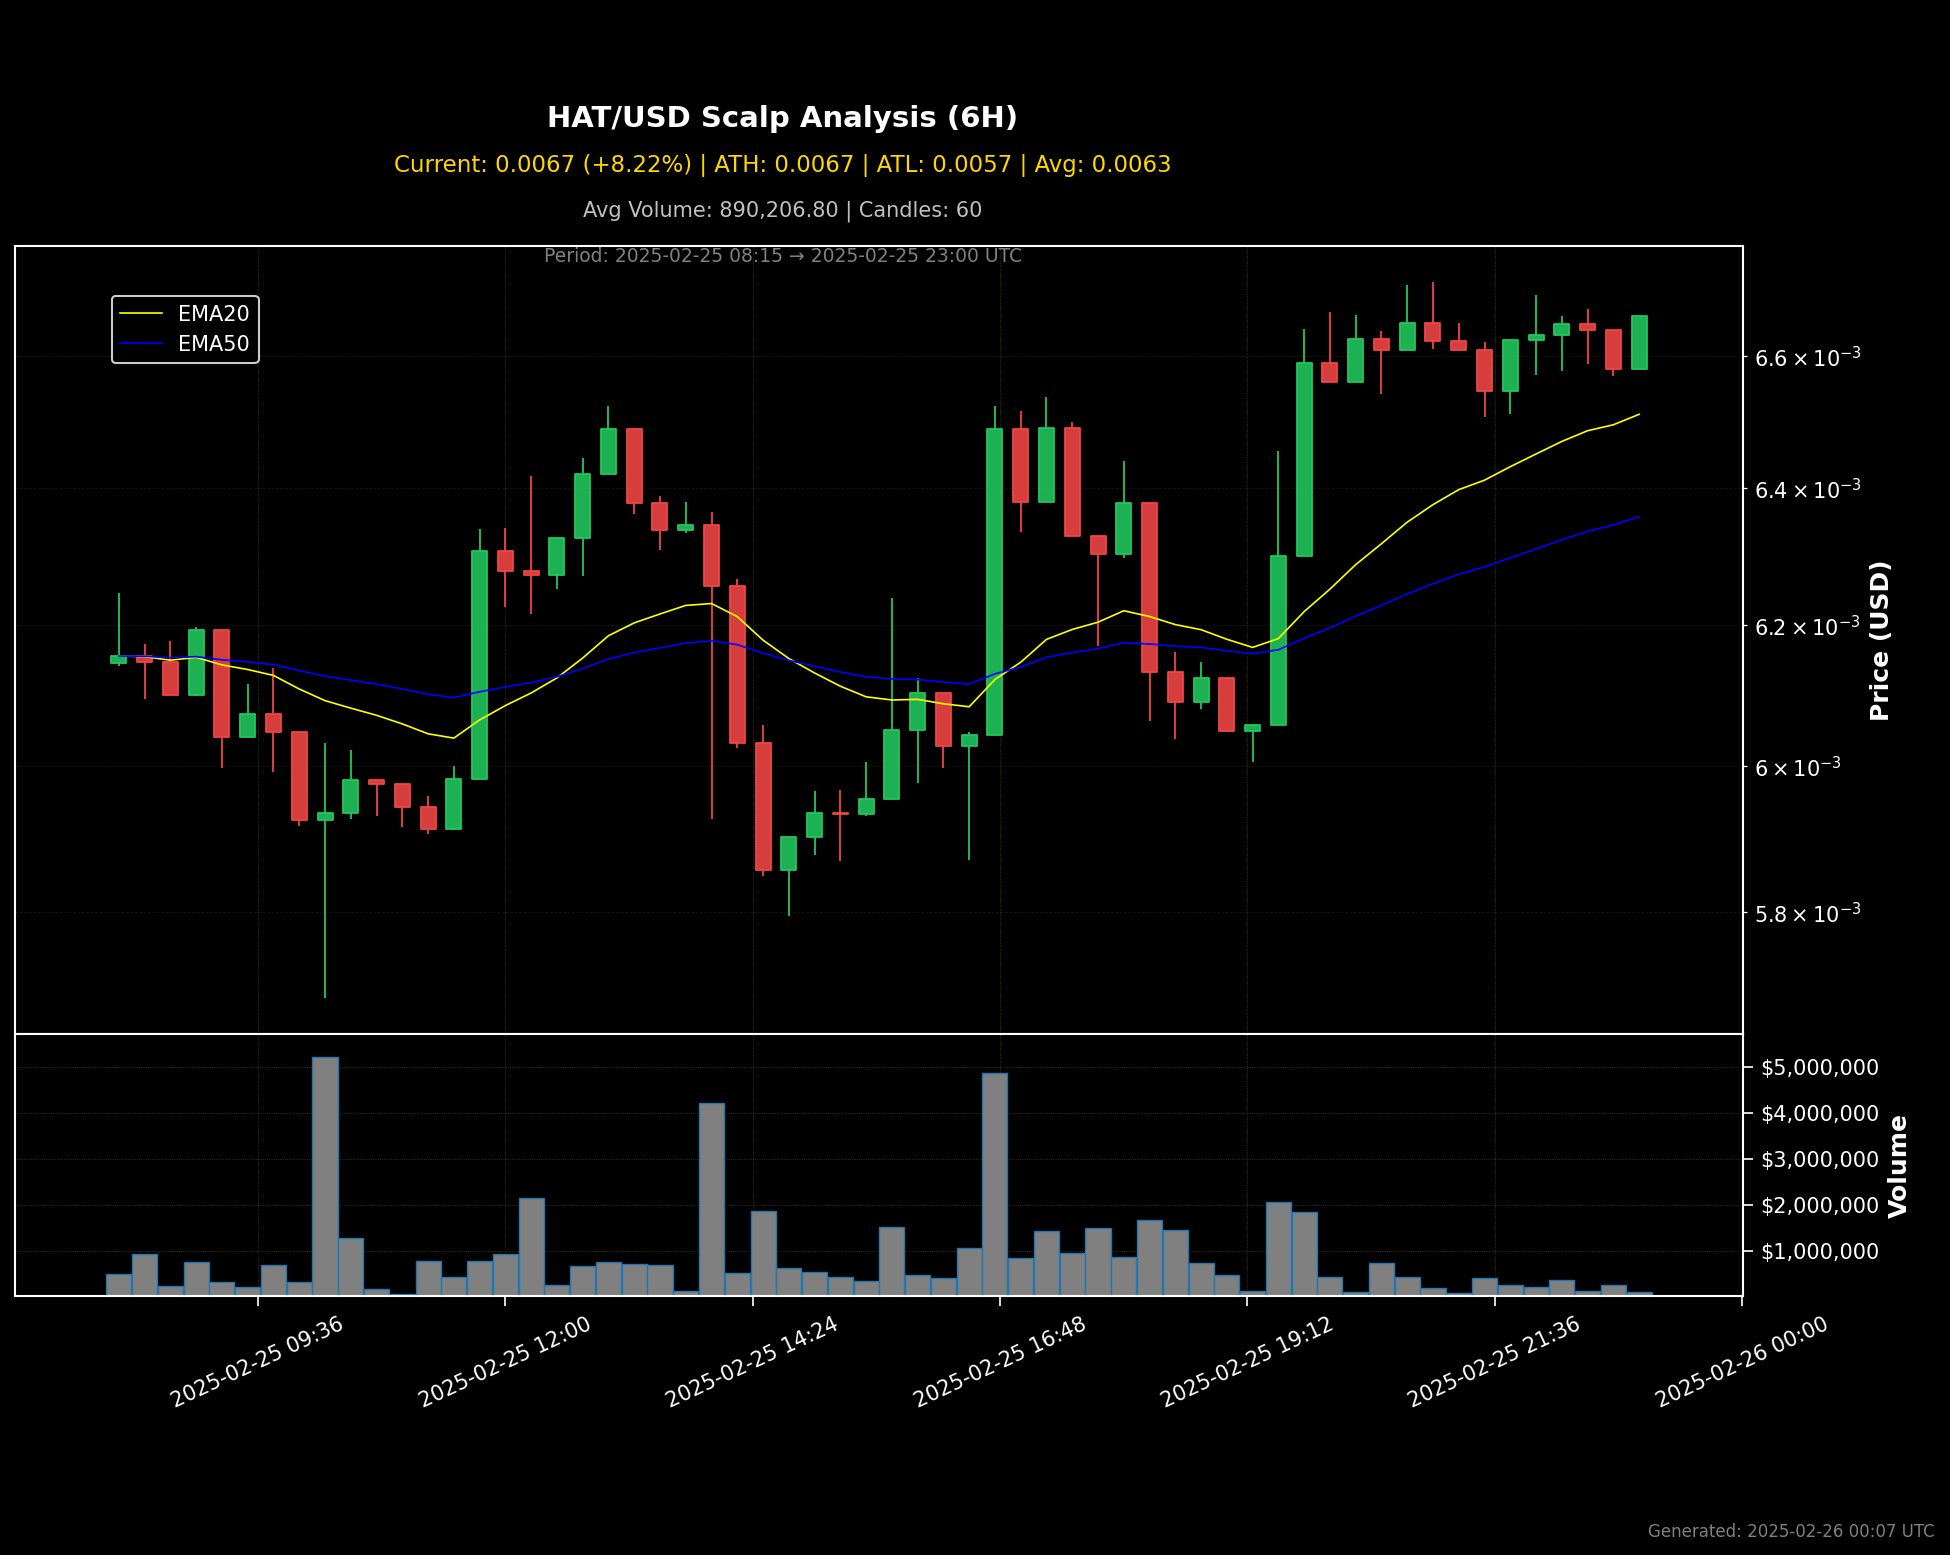 HAT/USD Scalp Analysis (6H)
Current: 0.0067 (+8.22%) | ATH: 0.0067 | ATL: 0.0057 | Avg: 0.0063
Avg Volume: 890,206.80 | Candles: 60
Period: 2025-02-25 08:15 → 2025-02-25 23:00 UTC
EMA20
EMA50
6.6 × 10⁻³
6.4 × 10⁻³
6.2 × 10⁻³
6 × 10⁻³
5.8 × 10⁻³
Price (USD)
$5,000,000
$4,000,000
$3,000,000
$2,000,000
$1,000,000
Volume
2025-02-25 09:36
2025-02-25 12:00
2025-02-25 14:24
2025-02-25 16:48
2025-02-25 19:12
2025-02-25 21:36
2025-02-26 00:00
Generated: 2025-02-26 00:07 UTC